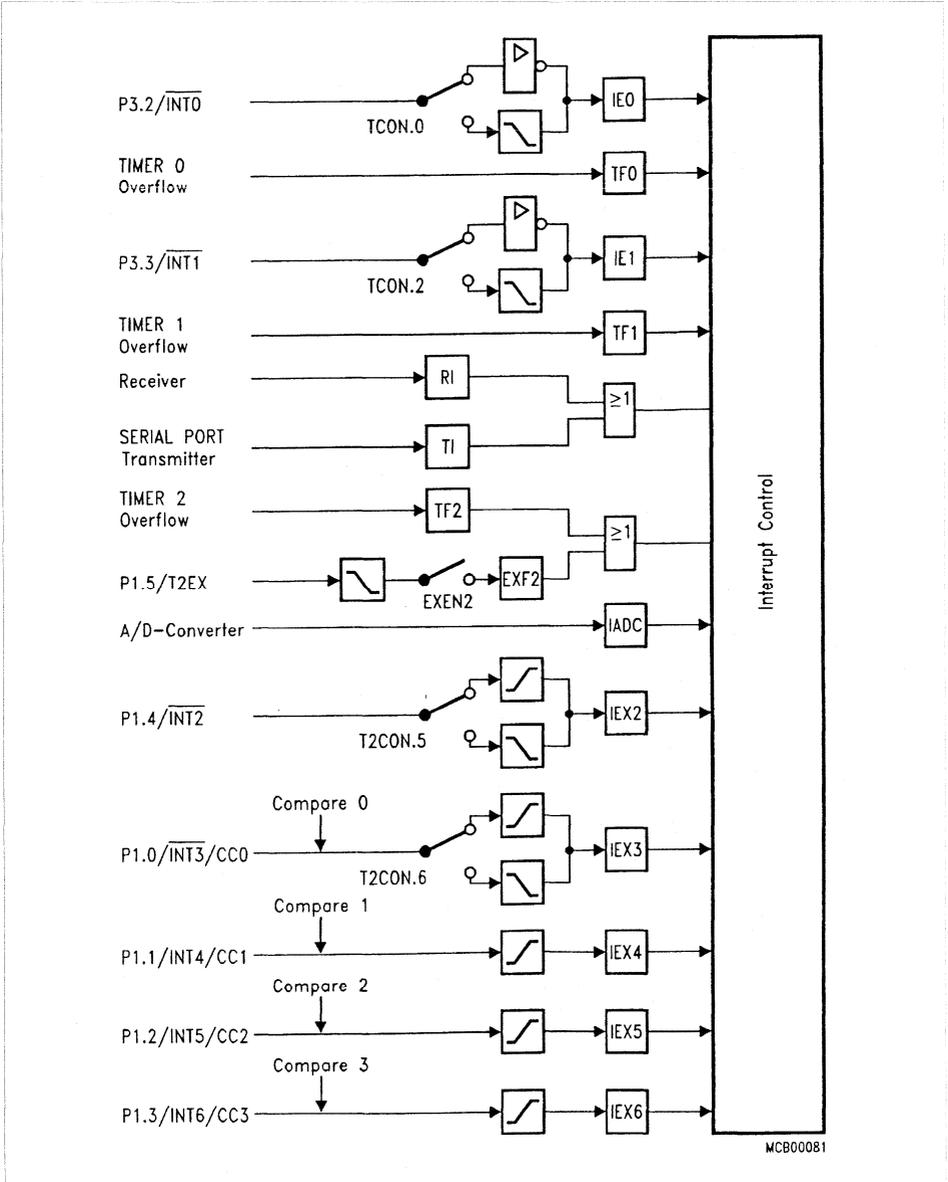 P3.2/INT0
TCON.0
▷
IE0
TIMER 0
Overflow
TF0
P3.3/INT1
TCON.2
▷
IE1
TIMER 1
Overflow
TF1
Receiver
RI
≥1
SERIAL PORT
Transmitter
TI
TIMER 2
Overflow
TF2
≥1
P1.5/T2EX
EXEN2
EXF2
A/D-Converter
IADC
P1.4/INT2
T2CON.5
IEX2
Compare 0
P1.0/INT3/CC0
T2CON.6
IEX3
Compare 1
P1.1/INT4/CC1
IEX4
Compare 2
P1.2/INT5/CC2
IEX5
Compare 3
P1.3/INT6/CC3
IEX6
Interrupt Control
MCB00081